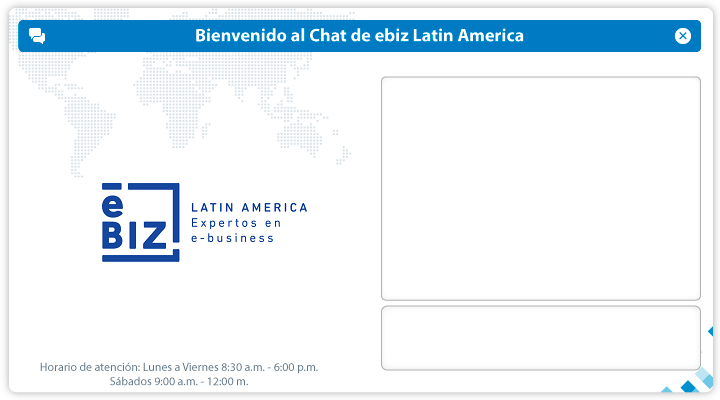 Bienvenido al Chat de ebiz Latin America
ē
BIZ
LATIN AMERICA
Expertos en
e-business
Horario de atención: Lunes a Viernes 8:30 a.m. - 6:00 p.m.
Sábados 9:00 a.m. - 12:00 m.